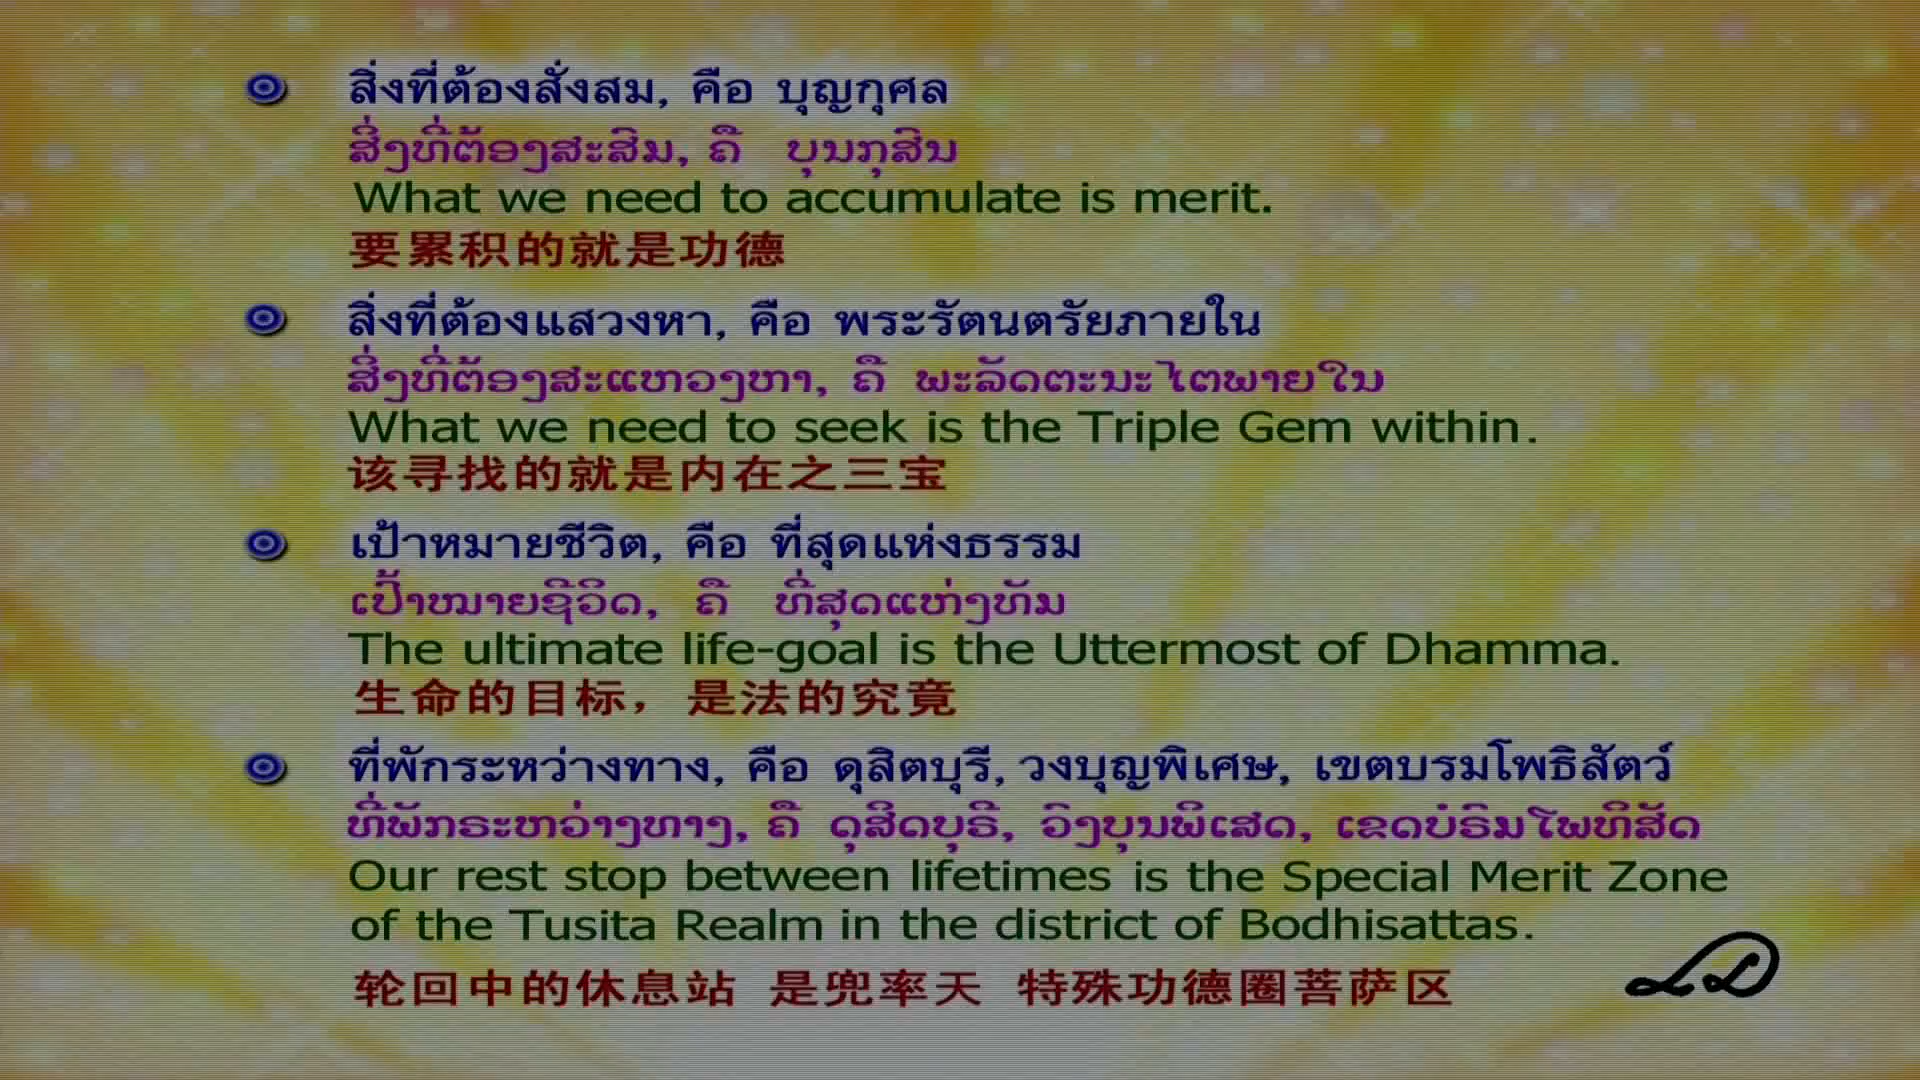 สิ่งที่ต้องสั่งสม, คือ บุญกุศล
ສິ່ງທີ່ຕ້ອງສະສົມ, ຄື ບຸນກຸສົນ
What we need to accumulate is merit.
要累积的就是功德
สิ่งที่ต้องแสวงหา, คือ พระรัตนตรัยภายใน
ສິ່ງທີ່ຕ້ອງສະແຫວງຫາ, ຄື ພະລັດຕະນະໄຕພາຍໃນ
What we need to seek is the Triple Gem within.
该寻找的就是内在之三宝
เป้าหมายชีวิต, คือ ที่สุดแห่งธรรม
ເປົ້າໝາຍຊີວິດ, ຄື ທີ່ສຸດແຫ່ງທັມ
The ultimate life-goal is the Uttermost of Dhamma.
生命的目标，是法的究竟
ที่พักระหว่างทาง, คือ ดุสิตบุรี, วงบุญพิเศษ, เขตบรมโพธิสัตว์
ທີ່ພັກຣະຫວ່າງທາງ, ຄື ດຸສິດບຸຣີ, ວົງບຸນພິເສດ, ເຂດບໍຣົມໂພທິສັດ
Our rest stop between lifetimes is the Special Merit Zone
of the Tusita Realm in the district of Bodhisattas.
轮回中的休息站 是兜率天 特殊功德圈菩萨区